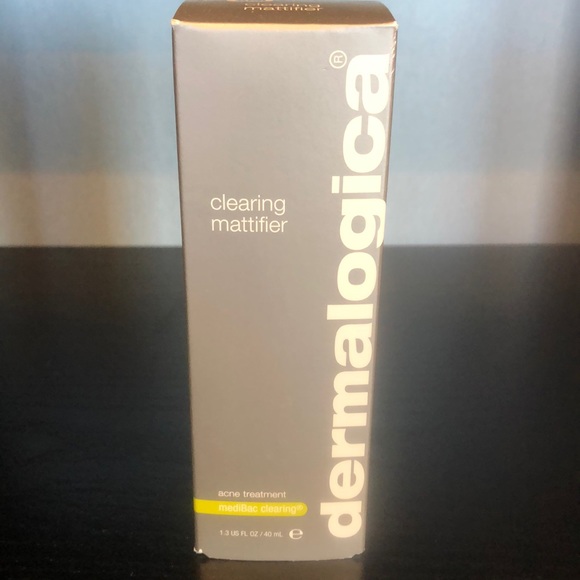 clearing
mattifier
clearing
mattifier
dermalogica®
acne treatment
mediBac clearing®
1.3 US FL OZ / 40 mL e